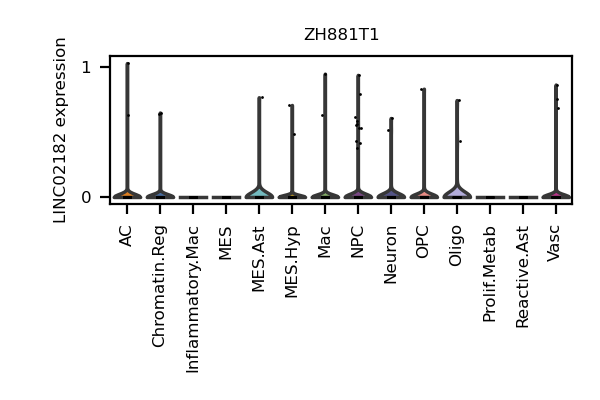 ZH881T1
LINC02182 expression
1
0
AC
Chromatin.Reg
Inflammatory.Mac
MES
MES.Ast
MES.Hyp
Mac
NPC
Neuron
OPC
Oligo
Prolif.Metab
Reactive.Ast
Vasc